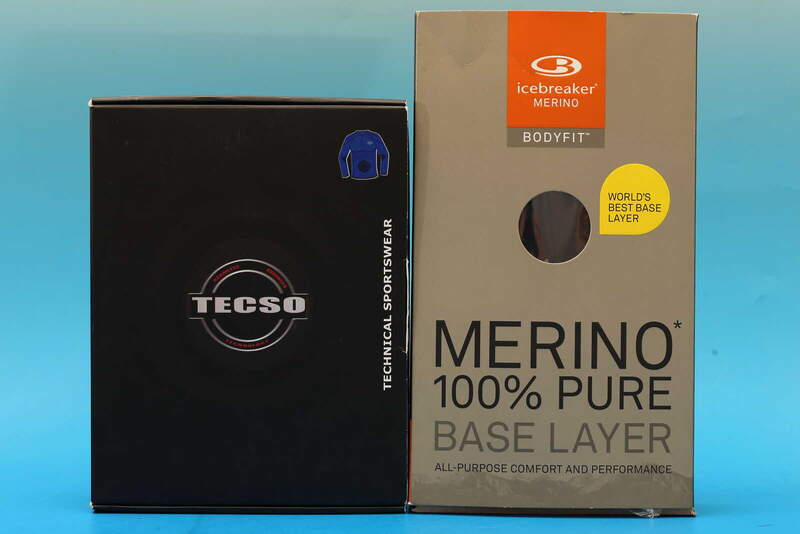 TECSO
TECHNOLOGY
TECHNICAL SPORTSWEAR
icebreaker®
MERINO
BODYFIT™
WORLD'S
BEST BASE
LAYER
MERINO*
100% PURE
BASE LAYER
ALL-PURPOSE COMFORT AND PERFORMANCE